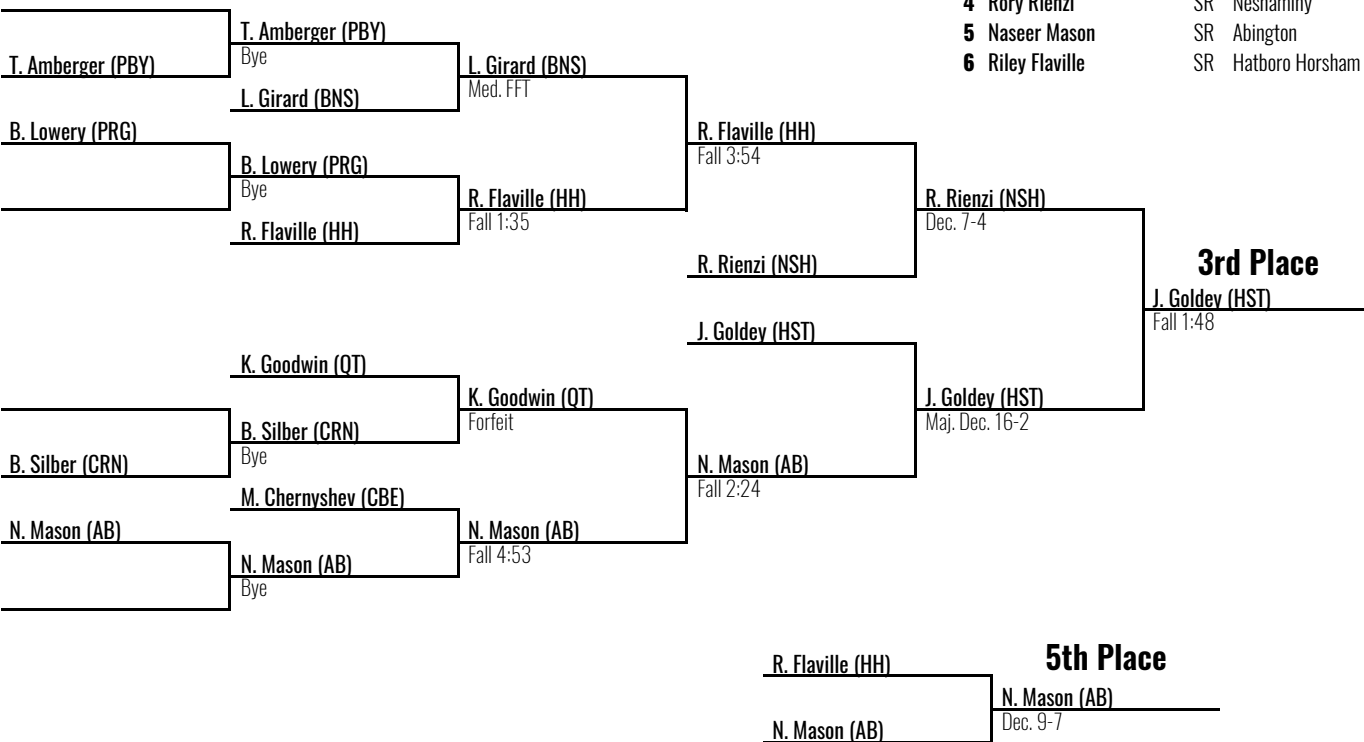 4 Rory Rienzi SR Neshaminy
5 Naseer Mason SR Abington
6 Riley Flaville SR Hatboro Horsham
T. Amberger (PBY)
B. Lowery (PRG)
B. Silber (CRN)
N. Mason (AB)
T. Amberger (PBY)
Bye
L. Girard (BNS)
B. Lowery (PRG)
Bye
R. Flaville (HH)
K. Goodwin (QT)
B. Silber (CRN)
Bye
M. Chernyshev (CBE)
N. Mason (AB)
Bye
L. Girard (BNS)
Med. FFT
R. Flaville (HH)
Fall 1:35
K. Goodwin (QT)
Forfeit
N. Mason (AB)
Fall 4:53
R. Flaville (HH)
Fall 3:54
R. Rienzi (NSH)
J. Goldey (HST)
N. Mason (AB)
Fall 2:24
R. Rienzi (NSH)
Dec. 7-4
J. Goldey (HST)
Maj. Dec. 16-2
3rd Place
J. Goldey (HST)
Fall 1:48
5th Place
R. Flaville (HH)
N. Mason (AB)
N. Mason (AB)
Dec. 9-7